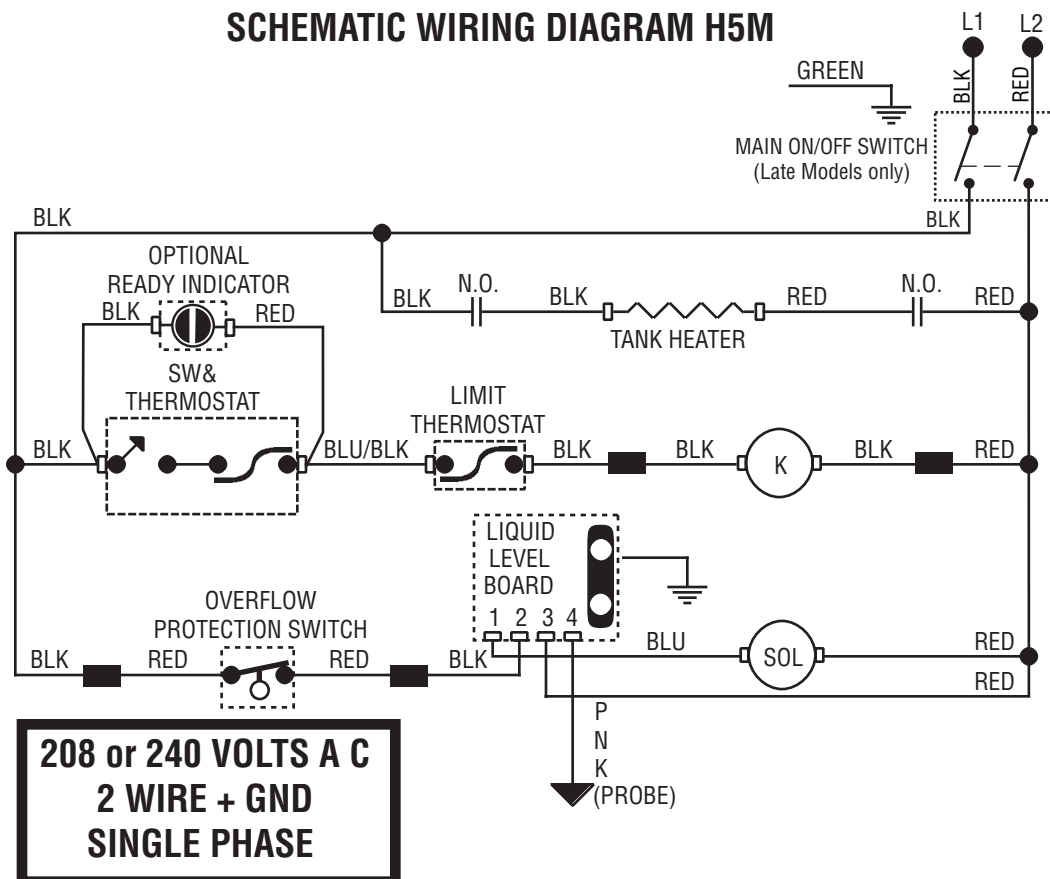 SCHEMATIC WIRING DIAGRAM H5M
L1
L2
BLK
RED
GREEN
MAIN ON/OFF SWITCH
(Late Models only)
BLK
BLK
OPTIONAL
READY INDICATOR
BLK
RED
BLK
N.O.
BLK
RED
N.O.
RED
TANK HEATER
SW&
THERMOSTAT
LIMIT
THERMOSTAT
BLK
BLU/BLK
BLK
BLK
K
BLK
RED
LIQUID
LEVEL
BOARD
1 2 3 4
OVERFLOW
PROTECTION SWITCH
BLK
RED
RED
BLK
BLU
SOL
RED
RED
P
N
K
(PROBE)
208 or 240 VOLTS A C
2 WIRE + GND
SINGLE PHASE